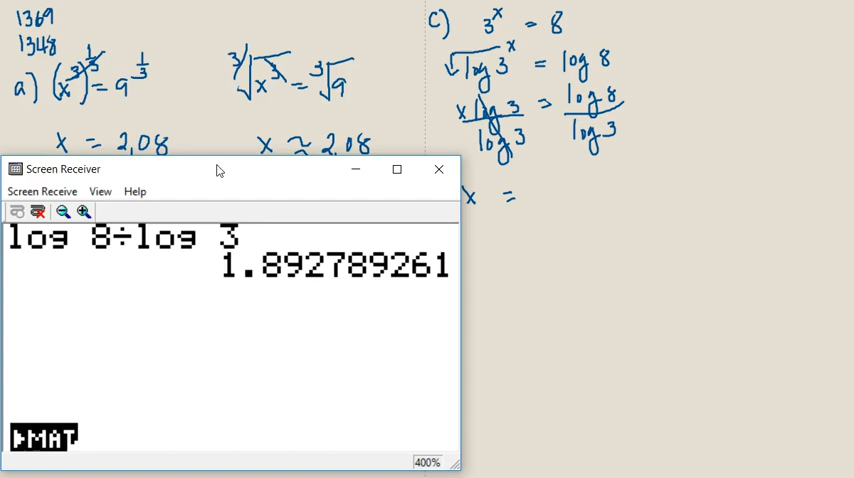 1369
1348
a) (x³)^1/3 = 9^1/3
∛x³ = ∛9
x = 2,08
x ≈ 2,08
c) 3^x = 8
log 3^x = log 8
x log 3 / log 3 = log 8 / log 3
x =
Screen Receiver
Screen Receive View Help
log 8÷log 3
1.892789261
▶MAT
400%